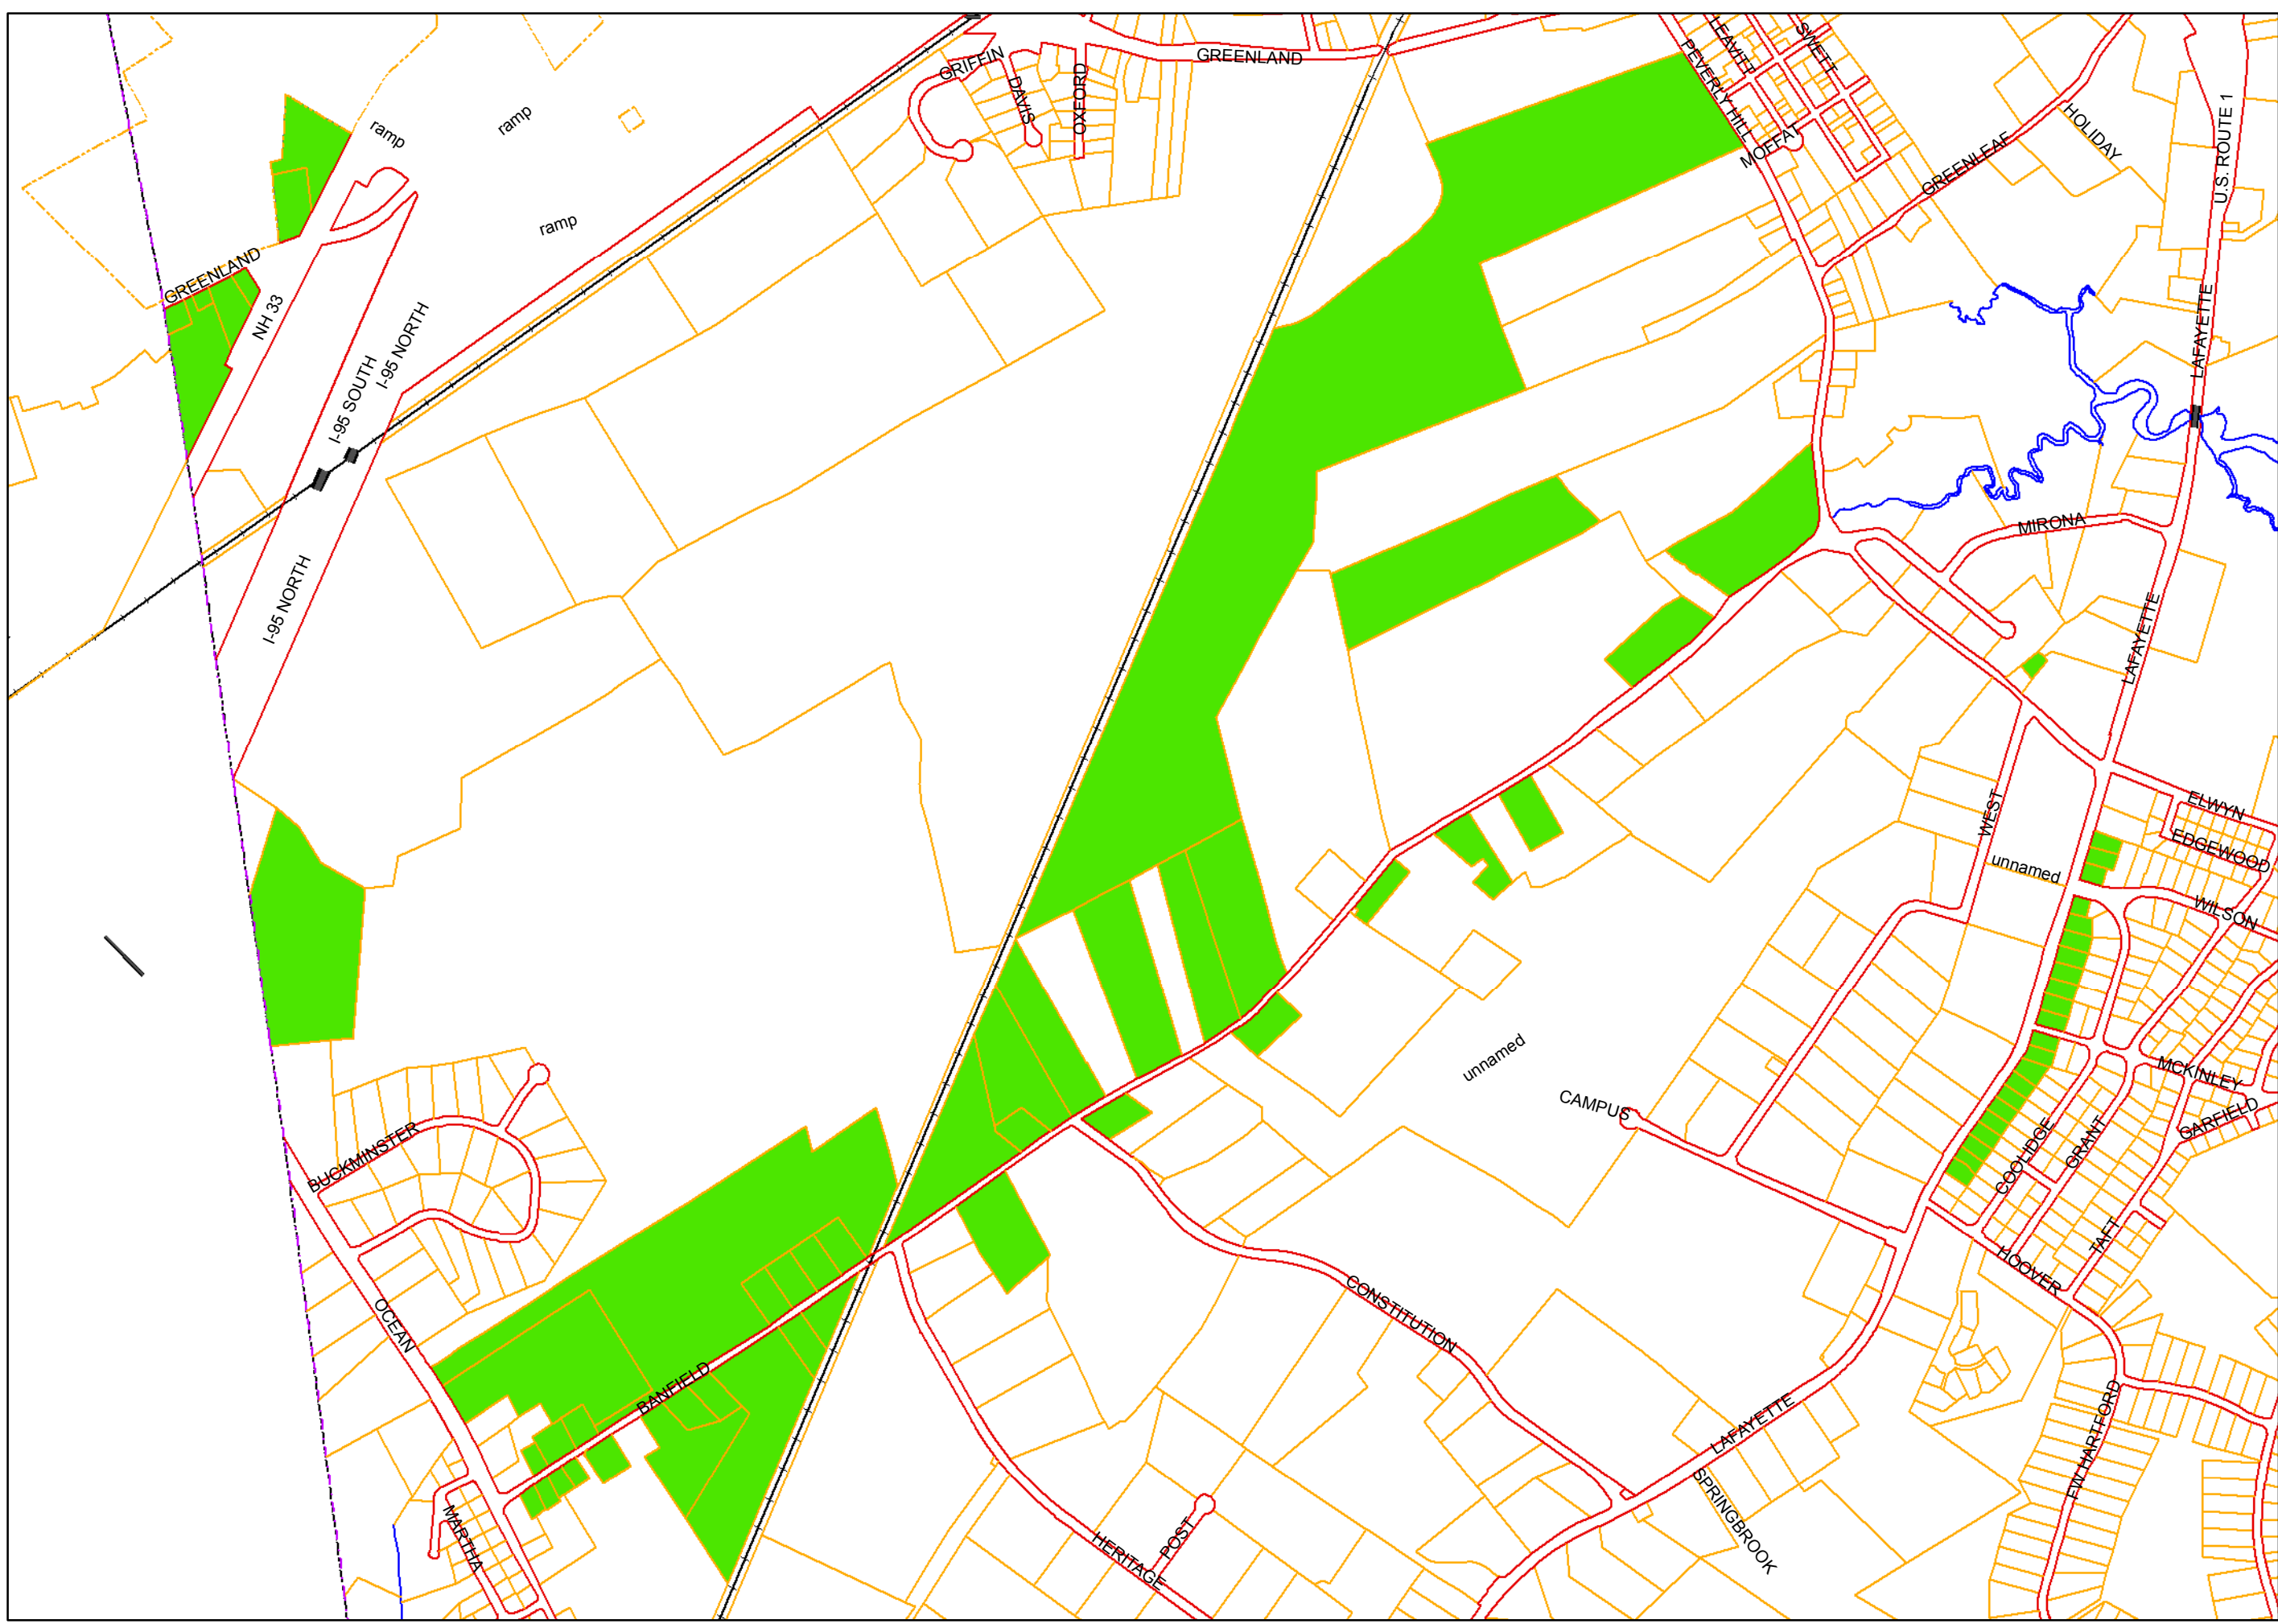 LEAVITT
SWETT
GRIFFIN
GREENLAND
PEVERLY HILL
DAVIS
OXFORD
ramp
ramp
HOLIDAY
MOFFAT
U.S. ROUTE 1
GREENLEAF
ramp
GREENLAND
NH 33
I-95 NORTH
LAFAYETTE
I-95 SOUTH
MIRONA
I-95 NORTH
LAFAYETTE
WEST
ELWYN
EDGEWOOD
unnamed
WILSON
unnamed
MCKINLEY
CAMPUS
GARFIELD
BUCKMINSTER
COOLIDGE
GRANT
TAFT
HOOVER
OCEAN
CONSTITUTION
BANFIELD
LAFAYETTE
FW HARTFORD
SPRINGBROOK
MARTHA
POST
HERITAGE